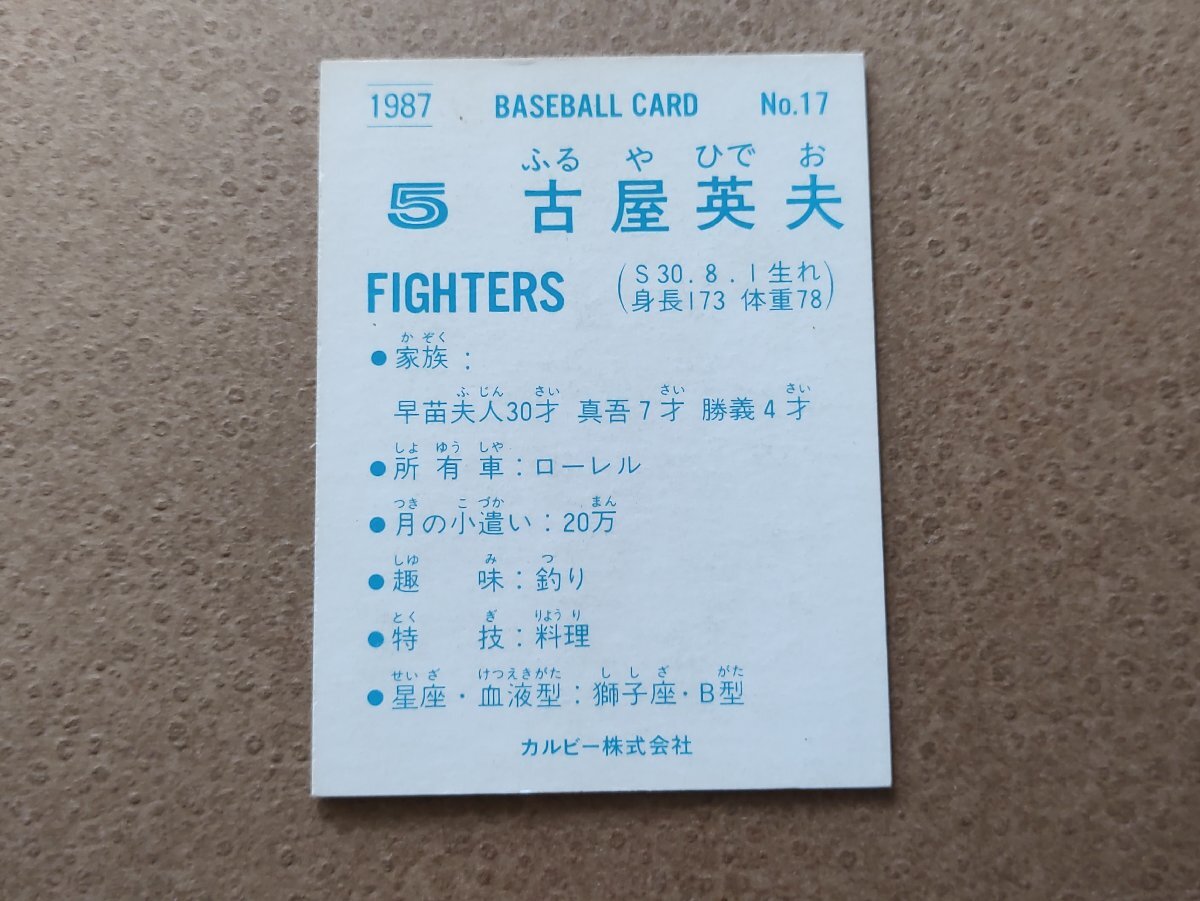 1987 BASEBALL CARD No.17
ふるやひでお
5 古屋英夫
FIGHTERS
(S30.8.1生れ
身長173 体重78)
かぞく
●家族:
ふじん さい さい さい
早苗夫人30才 真吾7才 勝義4才
しよゆうしや
●所有車:ローレル
つき こづか まん
●月の小遣い:20万
しゆ み つ
●趣味:釣り
とく ぎ りようり
●特技:料理
せいざ けつえきがた ししざ がた
●星座・血液型:獅子座・B型
カルビー株式会社